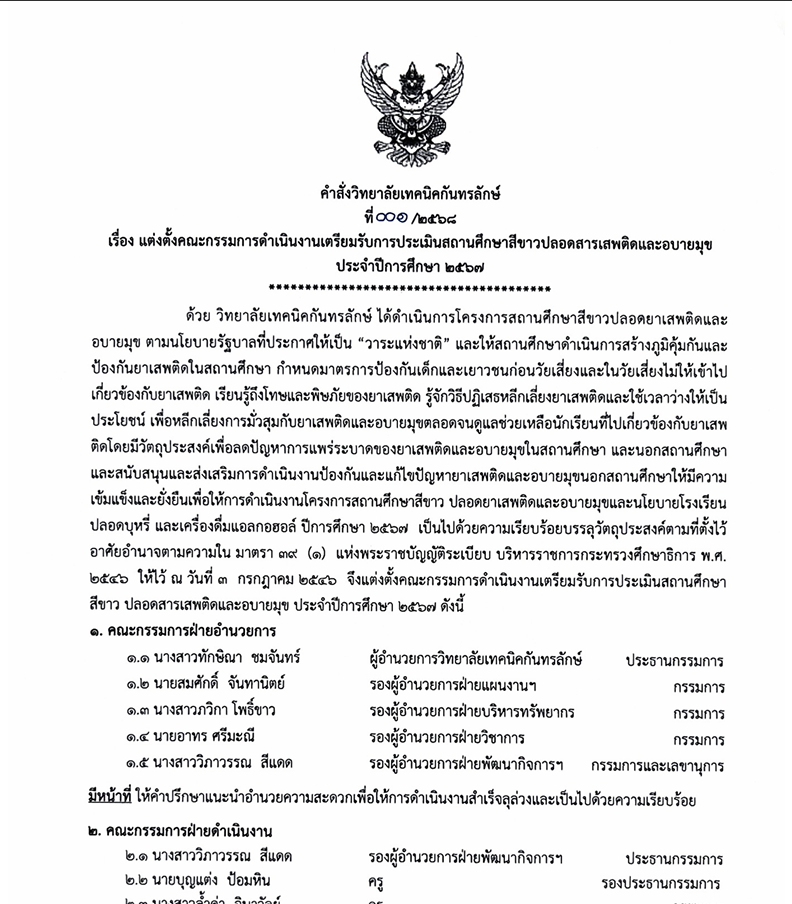 คำสั่งวิทยาลัยเทคนิคกันทรลักษ์
ที่ ๐๐๑ /๒๕๖๘
เรื่อง แต่งตั้งคณะกรรมการดำเนินงานเตรียมรับการประเมินสถานศึกษาสีขาวปลอดสารเสพติดและอบายมุข
ประจำปีการศึกษา ๒๕๖๗
***************************************
ด้วย วิทยาลัยเทคนิคกันทรลักษ์ ได้ดำเนินการโครงการสถานศึกษาสีขาวปลอดยาเสพติดและ
อบายมุข ตามนโยบายรัฐบาลที่ประกาศให้เป็น “วาระแห่งชาติ” และให้สถานศึกษาดำเนินการสร้างภูมิคุ้มกันและ
ป้องกันยาเสพติดในสถานศึกษา กำหนดมาตรการป้องกันเด็กและเยาวชนก่อนวัยเสี่ยงและในวัยเสี่ยงไม่ให้เข้าไป
เกี่ยวข้องกับยาเสพติด เรียนรู้ถึงโทษและพิษภัยของยาเสพติด รู้จักวิธีปฏิเสธหลีกเลี่ยงยาเสพติดและใช้เวลาว่างให้เป็น
ประโยชน์ เพื่อหลีกเลี่ยงการมั่วสุมกับยาเสพติดและอบายมุขตลอดจนดูแลช่วยเหลือนักเรียนที่ไปเกี่ยวข้องกับยาเสพ
ติดโดยมีวัตถุประสงค์เพื่อลดปัญหาการแพร่ระบาดของยาเสพติดและอบายมุขในสถานศึกษา และนอกสถานศึกษา
และสนับสนุนและส่งเสริมการดำเนินงานป้องกันและแก้ไขปัญหายาเสพติดและอบายมุขนอกสถานศึกษาให้มีความ
เข้มแข็งและยั่งยืนเพื่อให้การดำเนินงานโครงการสถานศึกษาสีขาว ปลอดยาเสพติดและอบายมุขและนโยบายโรงเรียน
ปลอดบุหรี่ และเครื่องดื่มแอลกอฮอล์ ปีการศึกษา ๒๕๖๗ เป็นไปด้วยความเรียบร้อยบรรลุวัตถุประสงค์ตามที่ตั้งไว้
อาศัยอำนาจตามความใน มาตรา ๓๙ (๑) แห่งพระราชบัญญัติระเบียบ บริหารราชการกระทรวงศึกษาธิการ พ.ศ.
๒๕๔๖ ให้ไว้ ณ วันที่ ๓ กรกฎาคม ๒๕๔๖ จึงแต่งตั้งคณะกรรมการดำเนินงานเตรียมรับการประเมินสถานศึกษา
สีขาว ปลอดสารเสพติดและอบายมุข ประจำปีการศึกษา ๒๕๖๗ ดังนี้
๑. คณะกรรมการฝ่ายอำนวยการ
๑.๑ นางสาวทักษิณา ชมจันทร์ ผู้อำนวยการวิทยาลัยเทคนิคกันทรลักษ์ ประธานกรรมการ
๑.๒ นายสมศักดิ์ จันทานิตย์ รองผู้อำนวยการฝ่ายแผนงานฯ กรรมการ
๑.๓ นางสาวภวิกา โพธิ์ขาว รองผู้อำนวยการฝ่ายบริหารทรัพยากร กรรมการ
๑.๔ นายอาทร ศรีมะณี รองผู้อำนวยการฝ่ายวิชาการ กรรมการ
๑.๕ นางสาววิภาวรรณ สีแดด รองผู้อำนวยการฝ่ายพัฒนากิจการฯ กรรมการและเลขานุการ
มีหน้าที่ ให้คำปรึกษาแนะนำอำนวยความสะดวกเพื่อให้การดำเนินงานสำเร็จลุล่วงและเป็นไปด้วยความเรียบร้อย
๒. คณะกรรมการฝ่ายดำเนินงาน
๒.๑ นางสาววิภาวรรณ สีแดด รองผู้อำนวยการฝ่ายพัฒนากิจการฯ ประธานกรรมการ
๒.๒ นายบุญแต่ง ป้อมหิน ครู รองประธานกรรมการ